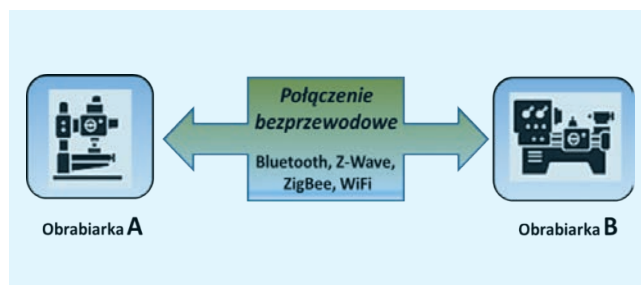 Połączenie
bezprzewodowe
Bluetooth, Z-Wave,
ZigBee, WiFi
Obrabiarka A
Obrabiarka B